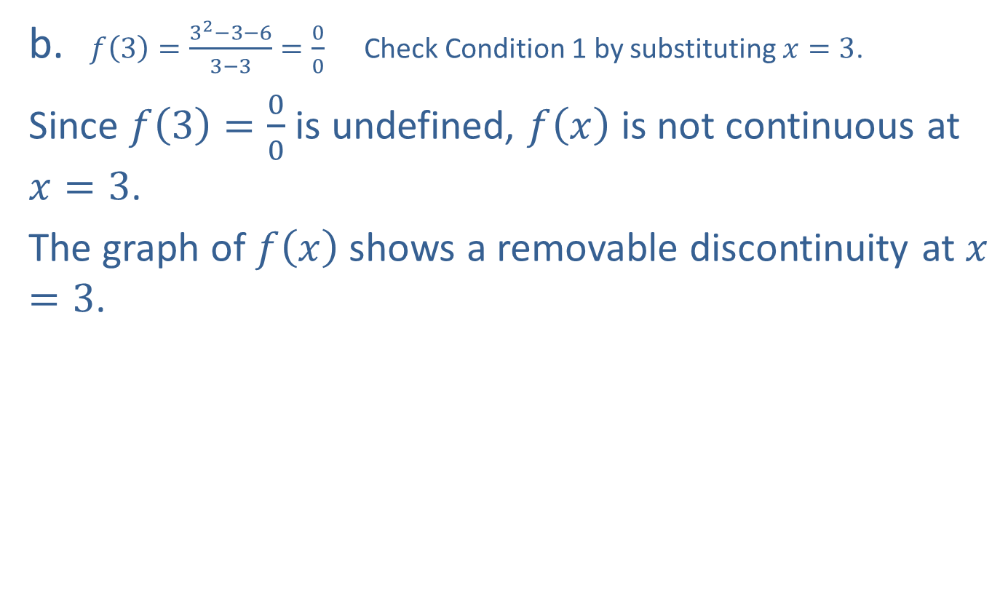 b. f(3) = \frac{3^2−3−6}{3−3} = \frac{0}{0} Check Condition 1 by substituting x = 3.
Since f(3) = \frac{0}{0} is undefined, f(x) is not continuous at
x = 3.
The graph of f(x) shows a removable discontinuity at x
= 3.